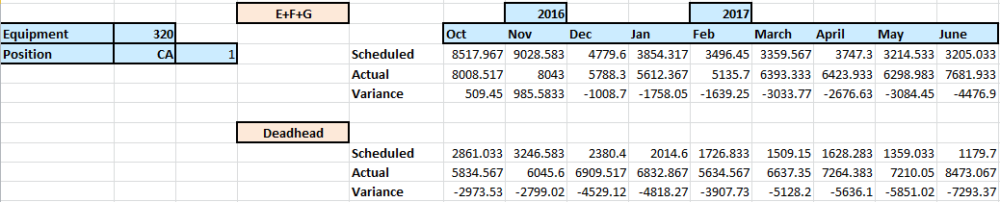 E+F+G 2016 2017
Equipment 320 Oct Nov Dec Jan Feb March April May June
Position CA 1 Scheduled 8517.967 9028.583 4779.6 3854.317 3496.45 3359.567 3747.3 3214.533 3205.033
Actual 8008.517 8043 5788.3 5612.367 5135.7 6393.333 6423.933 6298.983 7681.933
Variance 509.45 985.5833 -1008.7 -1758.05 -1639.25 -3033.77 -2676.63 -3084.45 -4476.9
Deadhead
Scheduled 2861.033 3246.583 2380.4 2014.6 1726.833 1509.15 1628.283 1359.033 1179.7
Actual 5834.567 6045.6 6909.517 6832.867 5634.567 6637.35 7264.383 7210.05 8473.067
Variance -2973.53 -2799.02 -4529.12 -4818.27 -3907.73 -5128.2 -5636.1 -5851.02 -7293.37